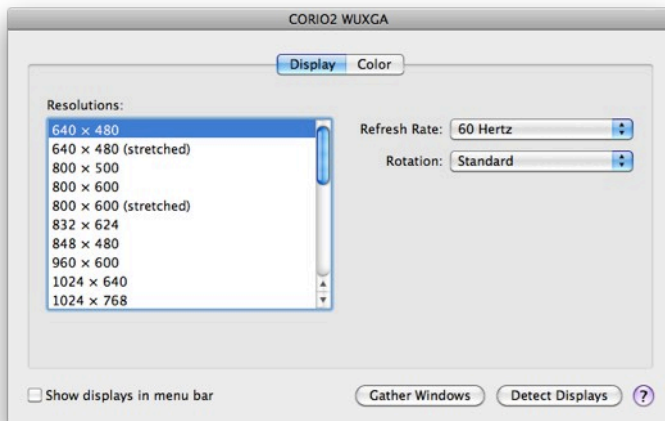 CORIO2 WUXGA
Display Color
Resolutions:
640 × 480
640 × 480 (stretched)
800 × 500
800 × 600
800 × 600 (stretched)
832 × 624
848 × 480
960 × 600
1024 × 640
1024 × 768
Refresh Rate: 60 Hertz
Rotation: Standard
Show displays in menu bar
Gather Windows Detect Displays ?